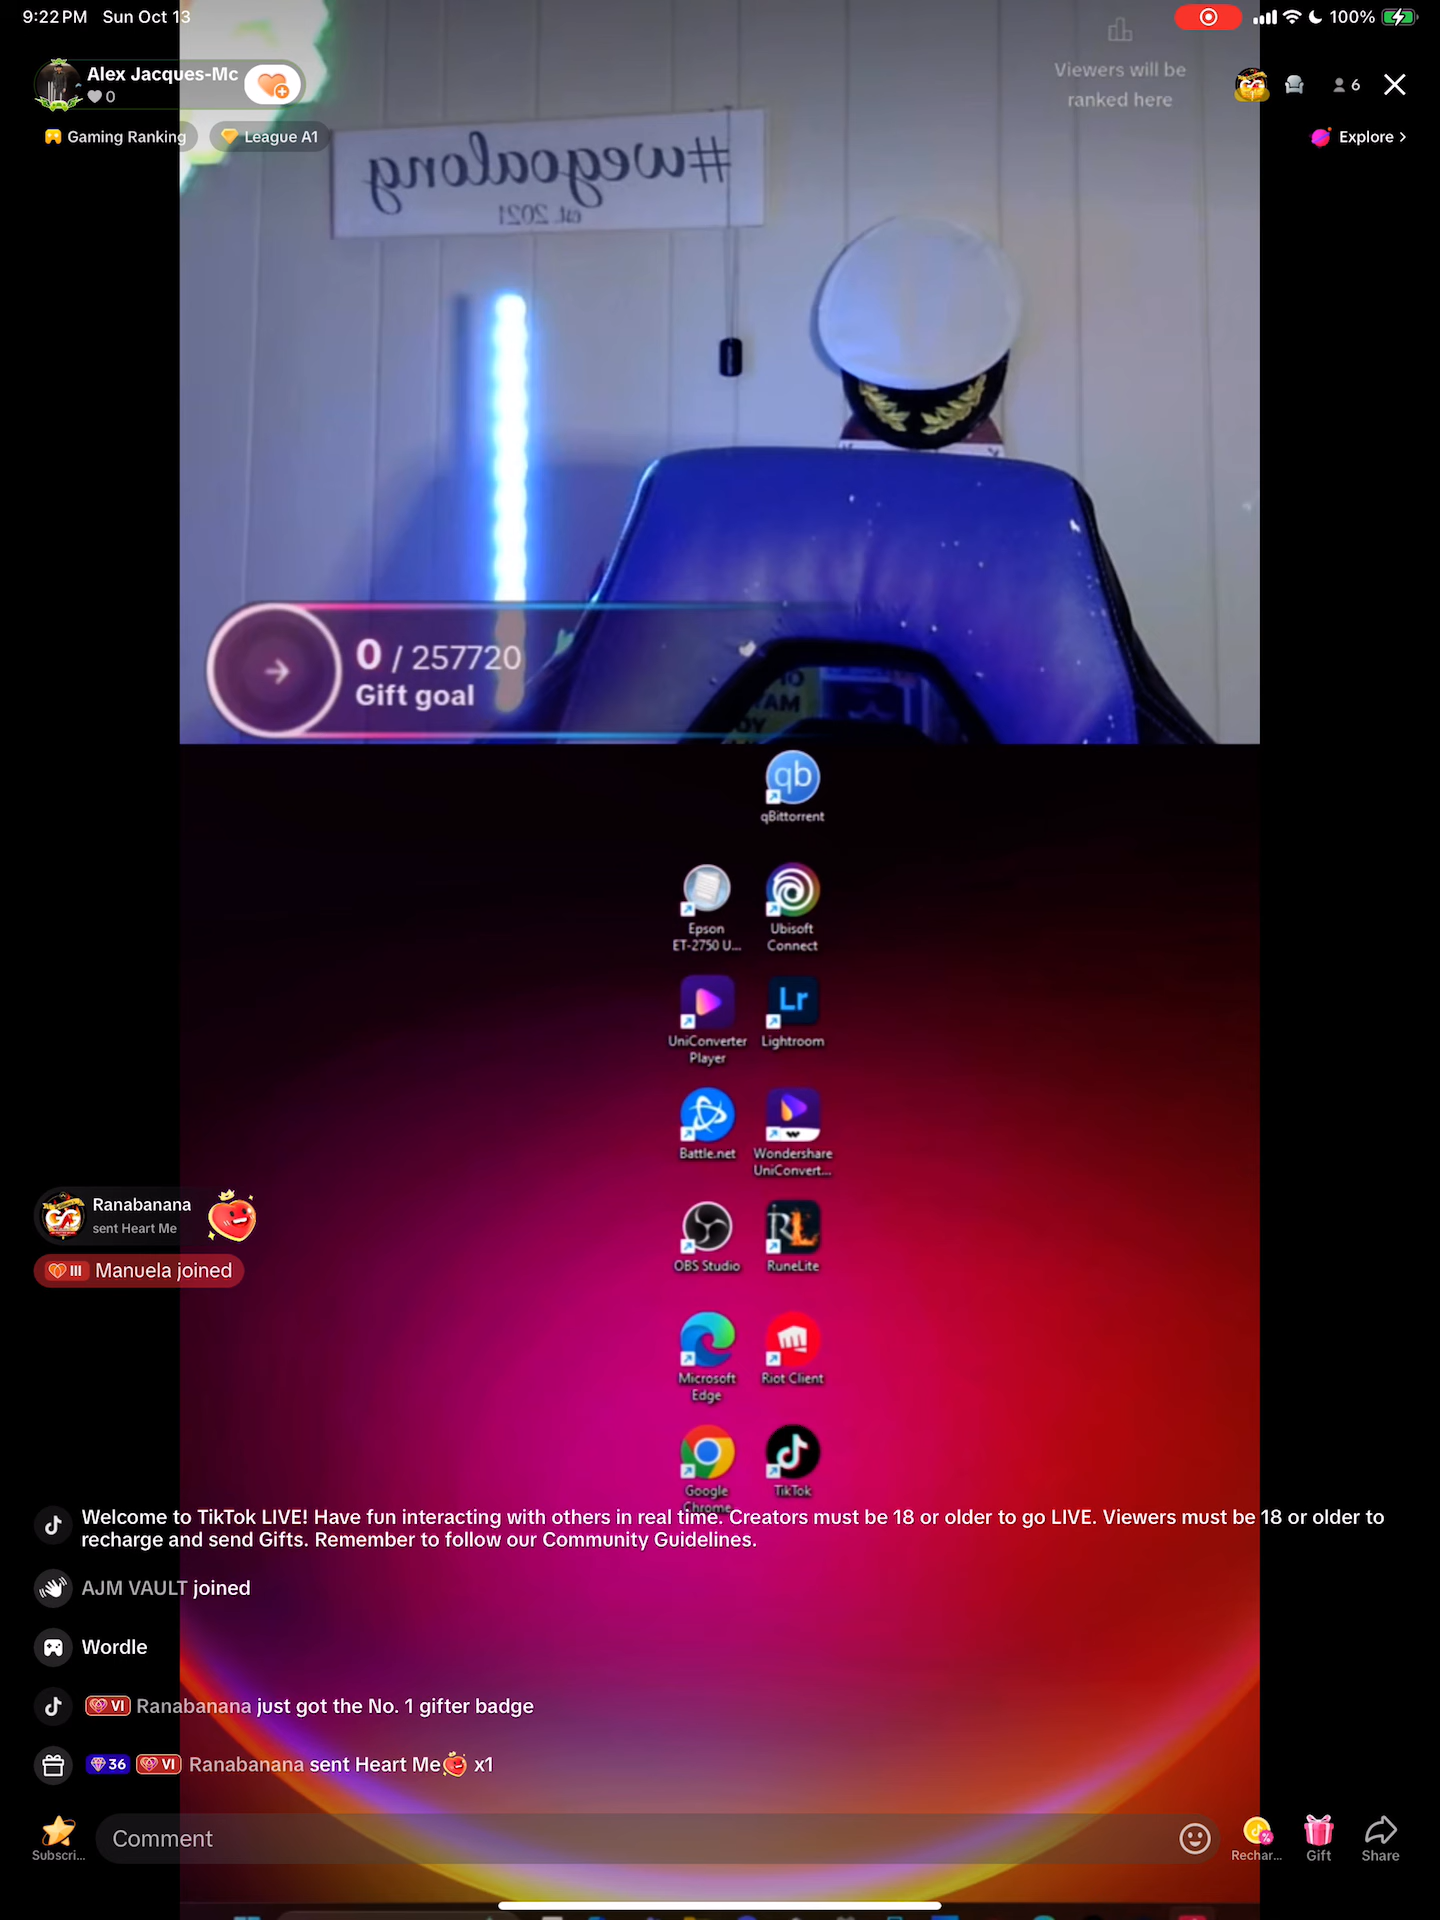 9:22 PM Sun Oct 13
100%
Alex Jacques-Mc
0
Viewers will be
ranked here
6
Gaming Ranking
League A1
Explore >
#wegoalong
est. 2021
0 / 257720
Gift goal
qb
qBittorrent
Epson
ET-2750 U...
Ubisoft
Connect
UniConverter
Player
Lr
Lightroom
Battle.net
Wondershare
UniConvert...
Ranabanana
sent Heart Me
OBS Studio
RL
RuneLite
III Manuela joined
Microsoft
Edge
Riot Client
Google
Chrome
TikTok
Welcome to TikTok LIVE! Have fun interacting with others in real time. Creators must be 18 or older to go LIVE. Viewers must be 18 or older to
recharge and send Gifts. Remember to follow our Community Guidelines.
AJM VAULT joined
Wordle
VI Ranabanana just got the No. 1 gifter badge
36 VI Ranabanana sent Heart Me x1
Comment
Subscri...
Rechar...
Gift
Share